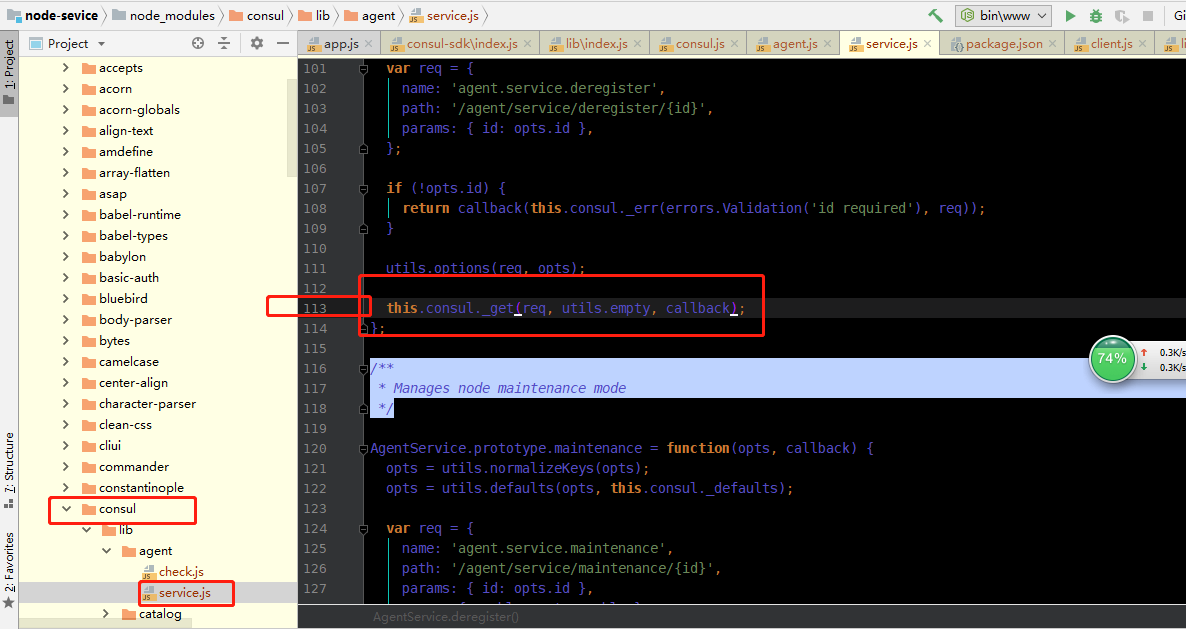 node-sevice node_modules consul lib agent service.js bin\www Gi
Project app.js consul-sdk\index.js lib\index.js consul.js agent.js service.js package.json client.js
1: Project
7: Structure
2: Favorites
accepts
acorn
acorn-globals
align-text
amdefine
array-flatten
asap
babel-runtime
babel-types
babylon
basic-auth
bluebird
body-parser
bytes
camelcase
center-align
character-parser
clean-css
cliui
commander
constantinople
consul
lib
agent
check.js
service.js
catalog
101 var req = {
102 name: 'agent.service.deregister',
103 path: '/agent/service/deregister/{id}',
104 params: { id: opts.id },
105 };
106
107 if (!opts.id) {
108 return callback(this.consul._err(errors.Validation('id required'), req));
109 }
110
111 utils.options(req, opts);
112
113 this.consul._get(req, utils.empty, callback);
114 };
115
116 /**
117 * Manages node maintenance mode
118 */
119
120 AgentService.prototype.maintenance = function(opts, callback) {
121 opts = utils.normalizeKeys(opts);
122 opts = utils.defaults(opts, this.consul._defaults);
123
124 var req = {
125 name: 'agent.service.maintenance',
126 path: '/agent/service/maintenance/{id}',
127 params: { id: opts.id },
AgentService.deregister()
74%
0.3K/s
0.3K/s